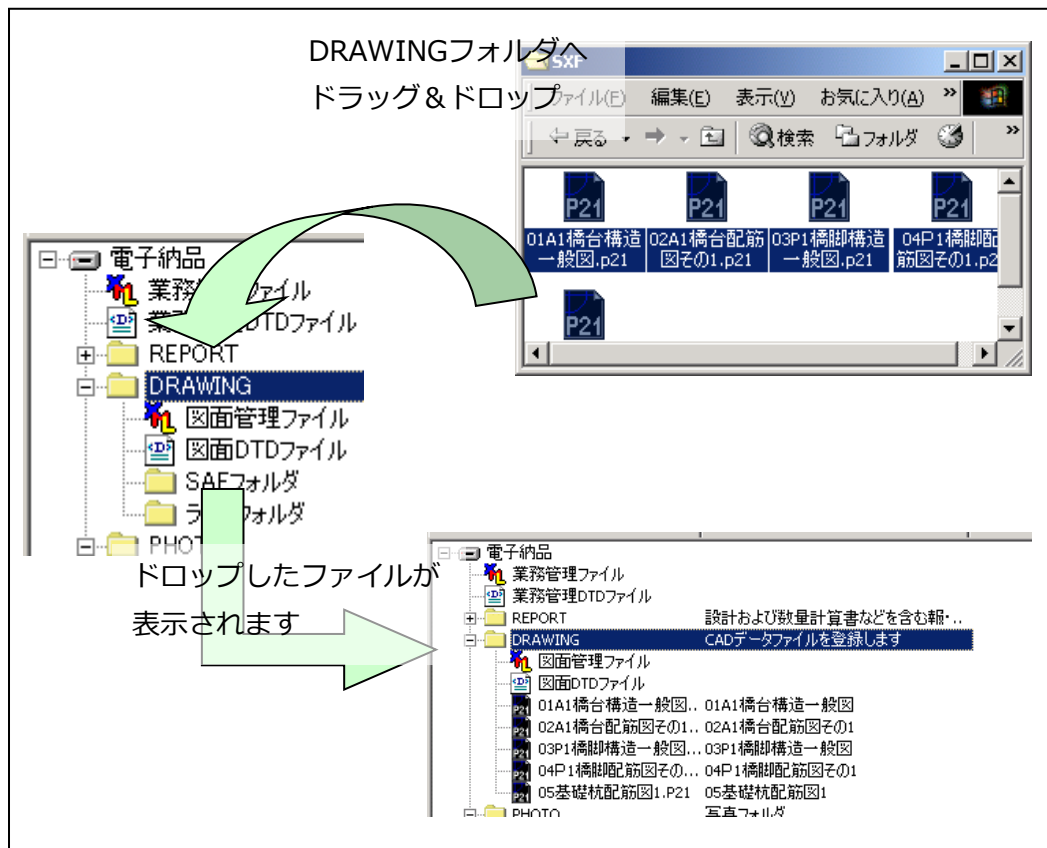 DRAWINGフォルダへ
ドラッグ＆ドロップ
SXF
ファイル(F) 編集(E) 表示(V) お気に入り(A) »
戻る 検索 フォルダ »
P21 P21 P21 P21
01A1橋台構造一般図.p21
02A1橋台配筋図その1.p21
03P1橋脚構造一般図.p21
04P1橋脚配筋図その1.p2
P21
電子納品
業務 ファイル
業 DTDファイル
REPORT
DRAWING
図面管理ファイル
図面DTDファイル
SAFフォルダ
ラ フォルダ
PHOT
ドロップしたファイルが
表示されます
電子納品
業務管理ファイル
業務管理DTDファイル
REPORT 設計および数量計算書などを含む報・..
DRAWING CADデータファイルを登録します
図面管理ファイル
図面DTDファイル
01A1橋台構造一般図.. 01A1橋台構造一般図
02A1橋台配筋図その1.. 02A1橋台配筋図その1
03P1橋脚構造一般図... 03P1橋脚構造一般図
04P1橋脚配筋図その... 04P1橋脚配筋図その1
05基礎杭配筋図1.P21 05基礎杭配筋図1
PHOTO 写真フォルダ